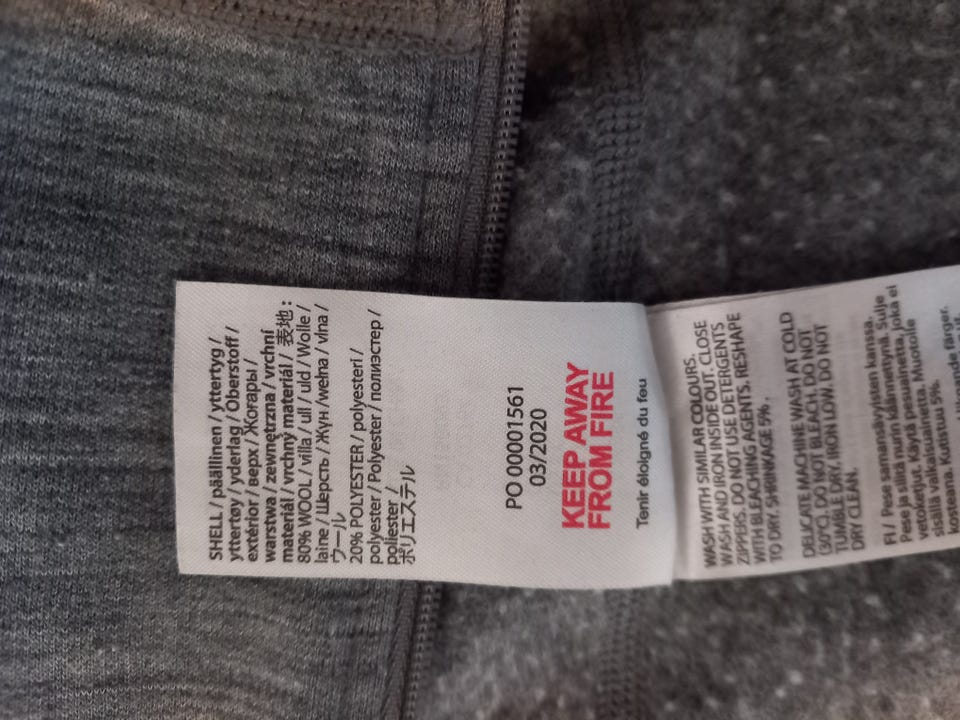 SHELL / päällinen / yttertyg /
yttertøy / yderlag / Oberstoff /
extérior / верх / Жоғары /
warstwa / zewnętrzna / vrchní
materiál / vrchný materiál / 表地:
80% WOOL / villa / ull / uld / Wolle /
laine / Шерсть / Жүн / wełna / vlna /
ウール
20% POLYESTER / polyesteri /
polyester / Polyester / полиэстер /
poliester /
ポリエステル
PO 000001561
03/2020
KEEP AWAY
FROM FIRE
Tenir éloigné du feu
WASH WITH SIMILAR COLOURS.
WASH AND IRON INSIDE OUT. CLOSE
ZIPPERS. DO NOT USE DETERGENTS
WITH BLEACHING AGENTS. RESHAPE
TO DRY. SHRINKAGE 5% .
DELICATE MACHINE WASH AT COLD
(30°C). DO NOT BLEACH. DO NOT
TUMBLE DRY. IRON LOW. DO NOT
DRY CLEAN.
FI / Pese samansävyisten kanssa.
Pese ja silitä nurin käännettynä. Sulje
vetoketjut. Käytä pesuainetta, joka ei
sisällä valkaisuainetta. Muotoile
kosteana. Kutistuu 5%.
liknande färger.